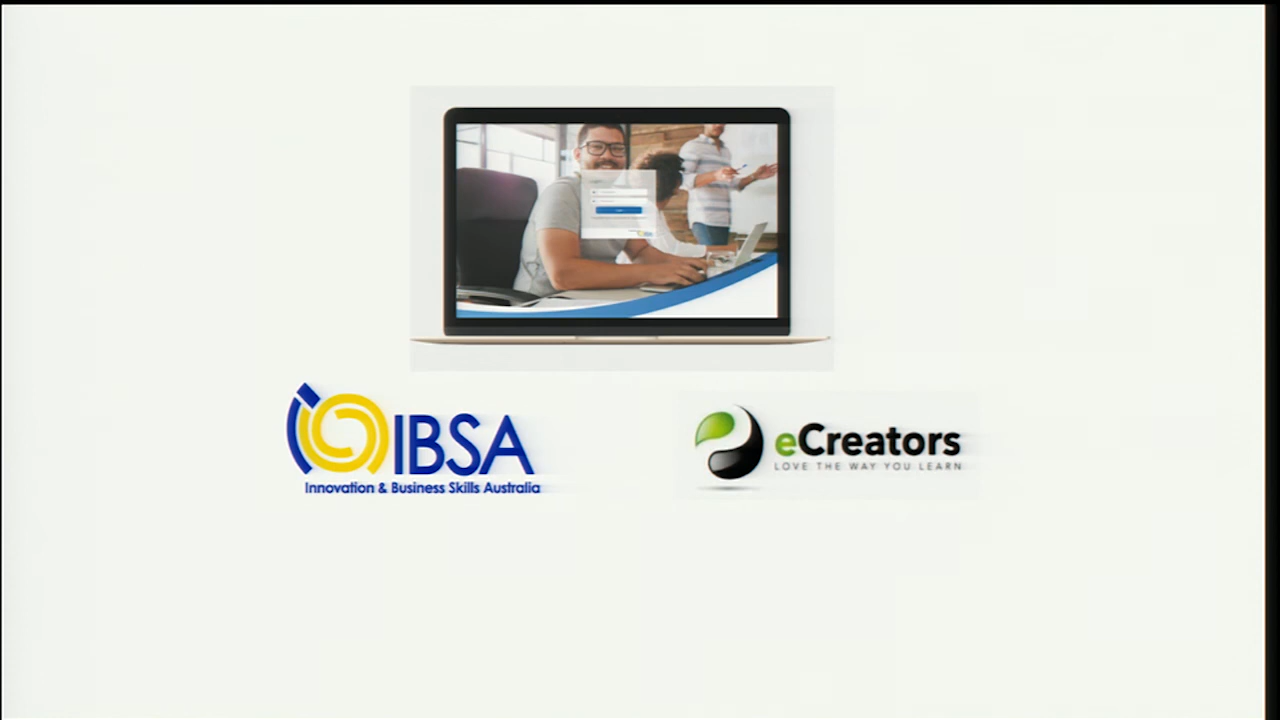 IBSA
Innovation & Business Skills Australia
eCreators
LOVE THE WAY YOU LEARN